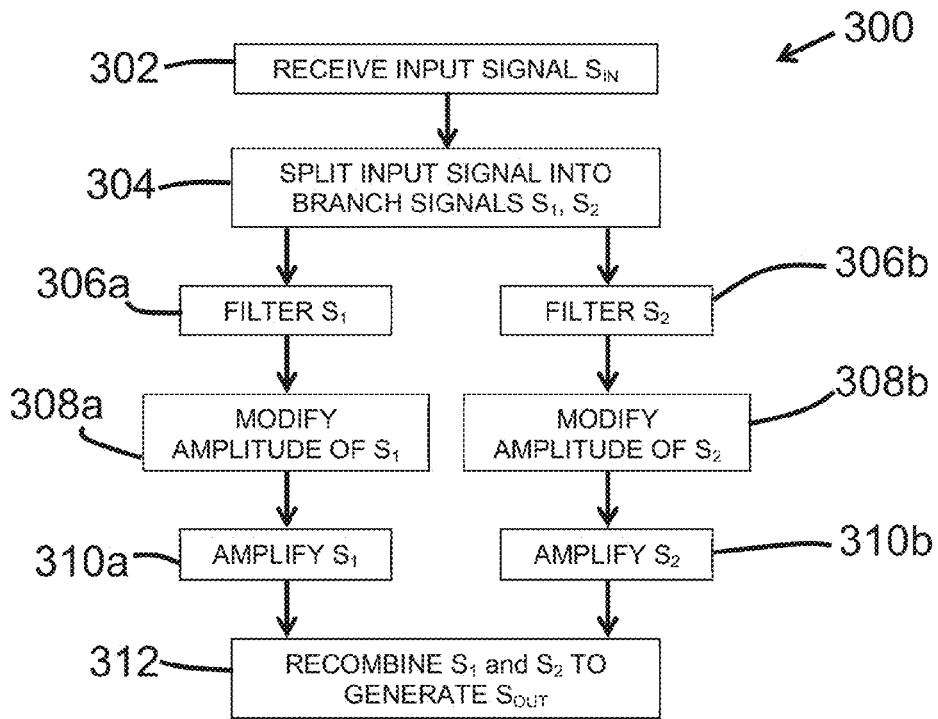 300
302
RECEIVE INPUT SIGNAL S_IN
304
SPLIT INPUT SIGNAL INTO
BRANCH SIGNALS S₁, S₂
306a
FILTER S₁
FILTER S₂
306b
308a
MODIFY
AMPLITUDE OF S₁
MODIFY
AMPLITUDE OF S₂
308b
310a
AMPLIFY S₁
AMPLIFY S₂
310b
312
RECOMBINE S₁ and S₂ TO
GENERATE S_OUT